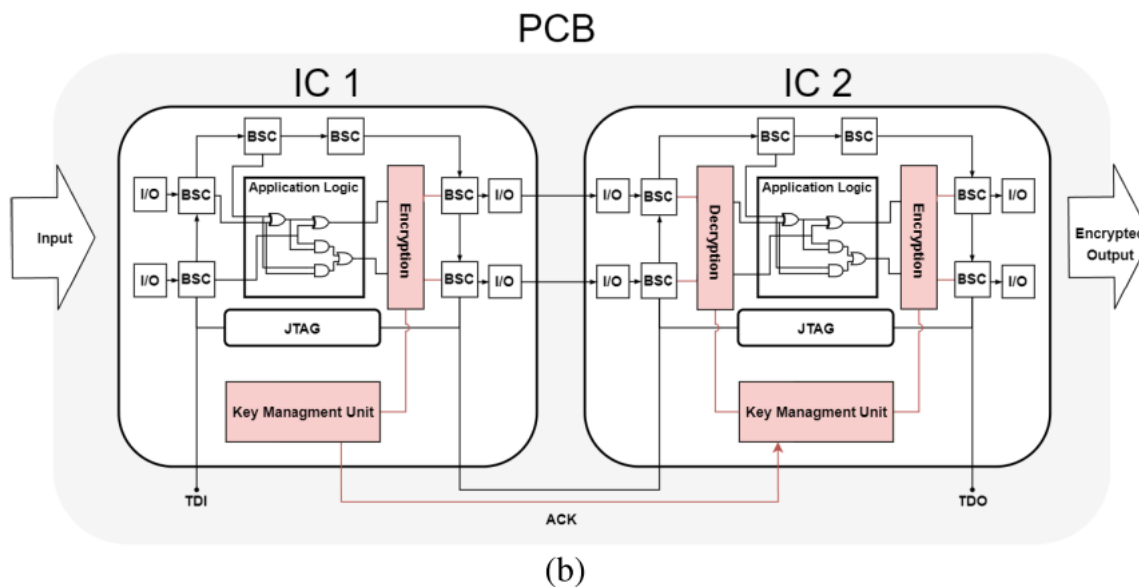 PCB
IC 1
IC 2
BSC
BSC
BSC
BSC
I/O
BSC
Application Logic
Encryption
BSC
I/O
I/O
BSC
Decryption
Application Logic
Encryption
BSC
I/O
Input
Encrypted
Output
I/O
BSC
BSC
I/O
I/O
BSC
BSC
I/O
JTAG
JTAG
Key Managment Unit
Key Managment Unit
TDI
TDO
ACK
(b)